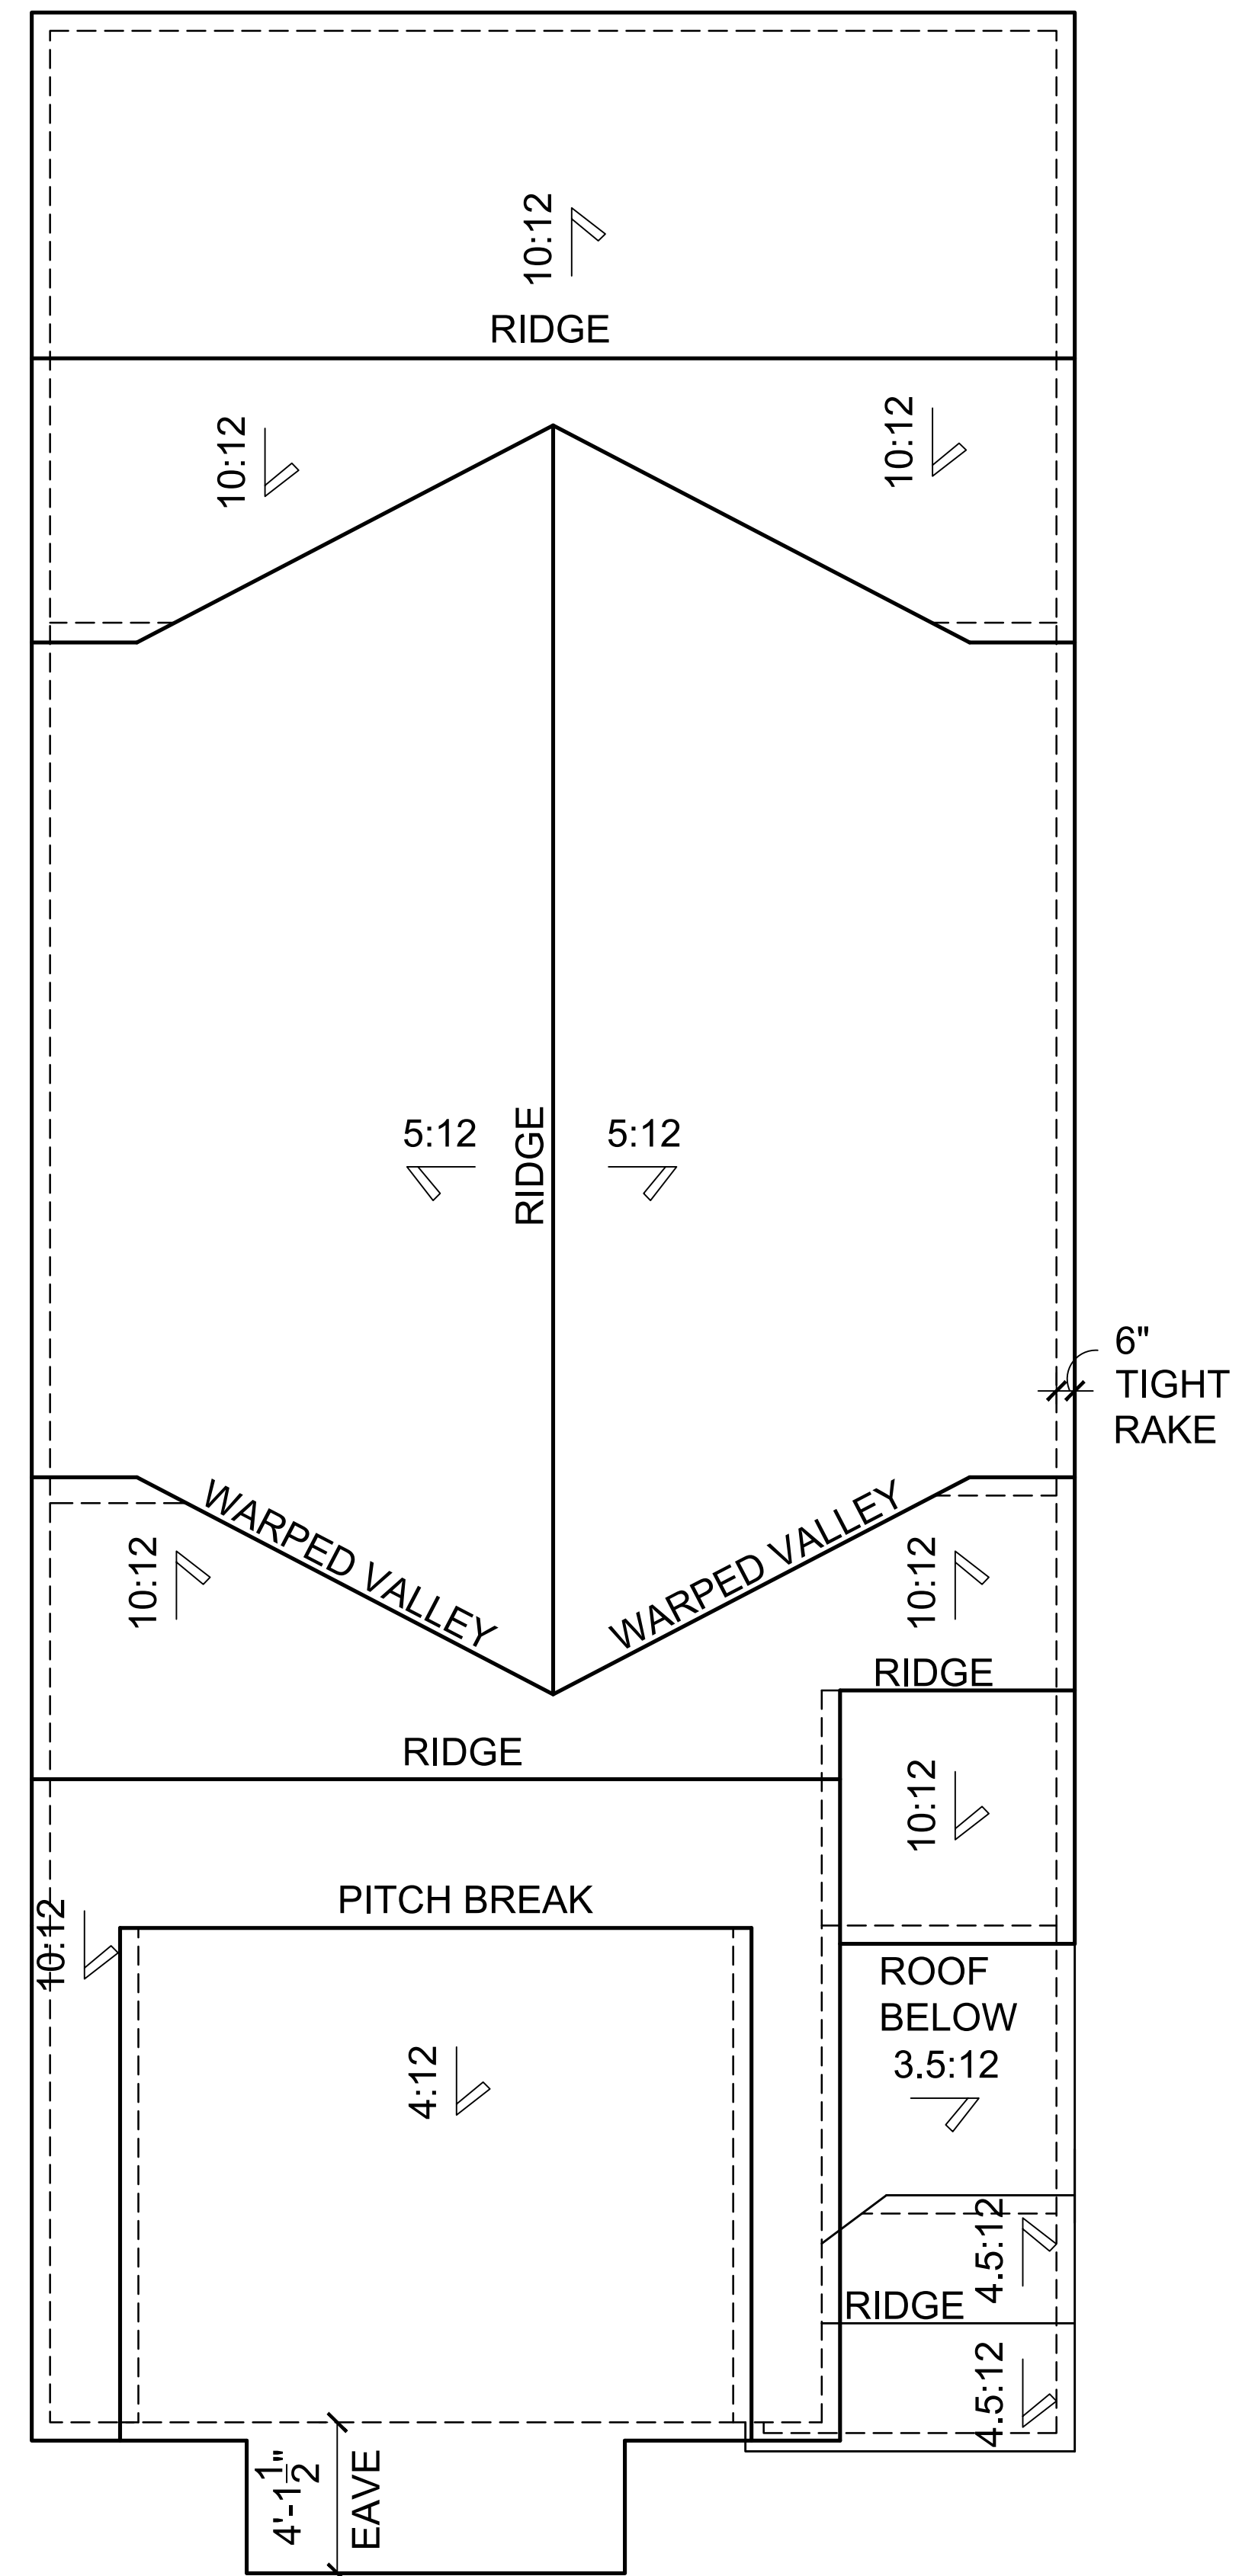 10:12
RIDGE
10:12
10:12
5:12
5:12
RIDGE
6"
TIGHT
RAKE
WARPED VALLEY
WARPED VALLEY
10:12
10:12
RIDGE
RIDGE
10:12
PITCH BREAK
10:12
ROOF
BELOW
3.5:12
4:12
4.5:12
RIDGE
4.5:12
4'-1 1/2"
EAVE